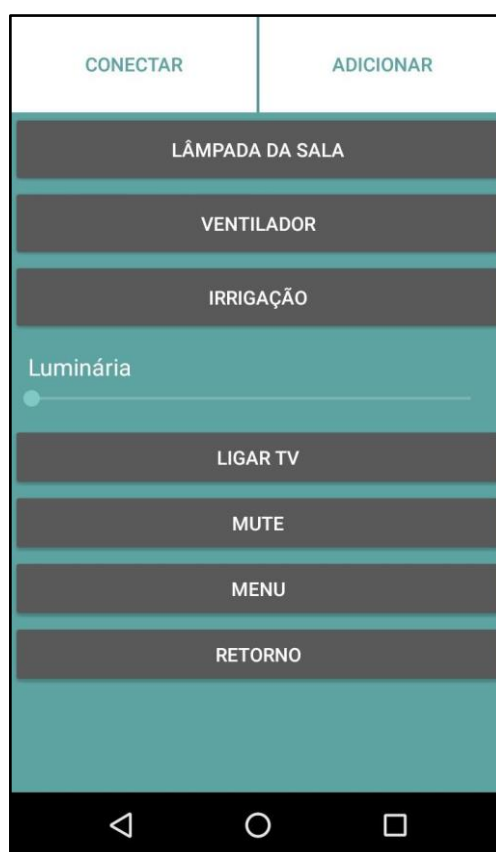 CONECTAR ADICIONAR
LÂMPADA DA SALA
VENTILADOR
IRRIGAÇÃO
Luminária
LIGAR TV
MUTE
MENU
RETORNO